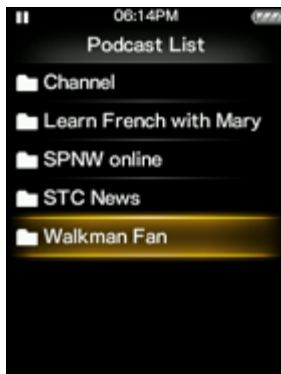 06:14PM
Podcast List
Channel
Learn French with Mary
SPNW online
STC News
Walkman Fan